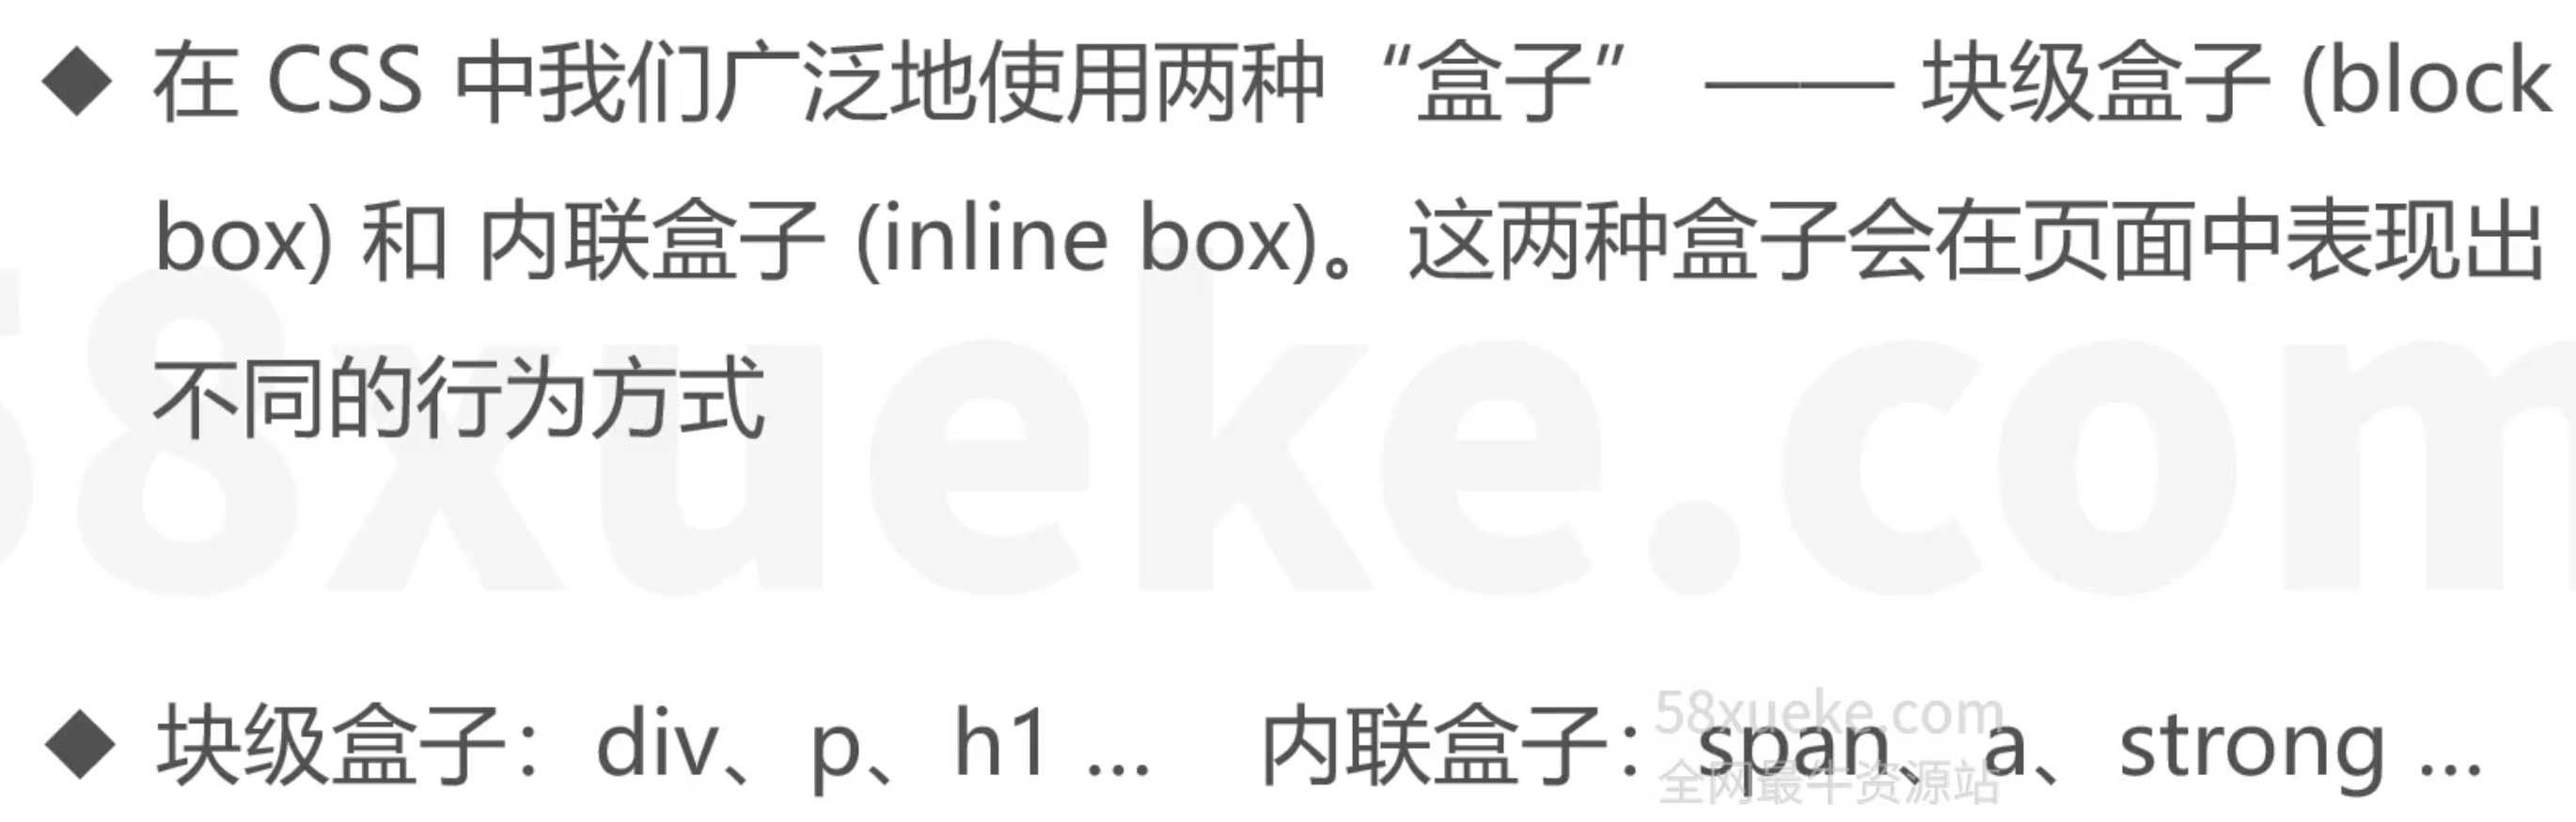 ◆ 在 CSS 中我们广泛地使用两种“盒子” —— 块级盒子 (block
box) 和 内联盒子 (inline box)。这两种盒子会在页面中表现出
不同的行为方式
58xueke.com
◆ 块级盒子：div、p、h1 ... 内联盒子：span、a、strong ...
58xueke.com
全网最牛资源站